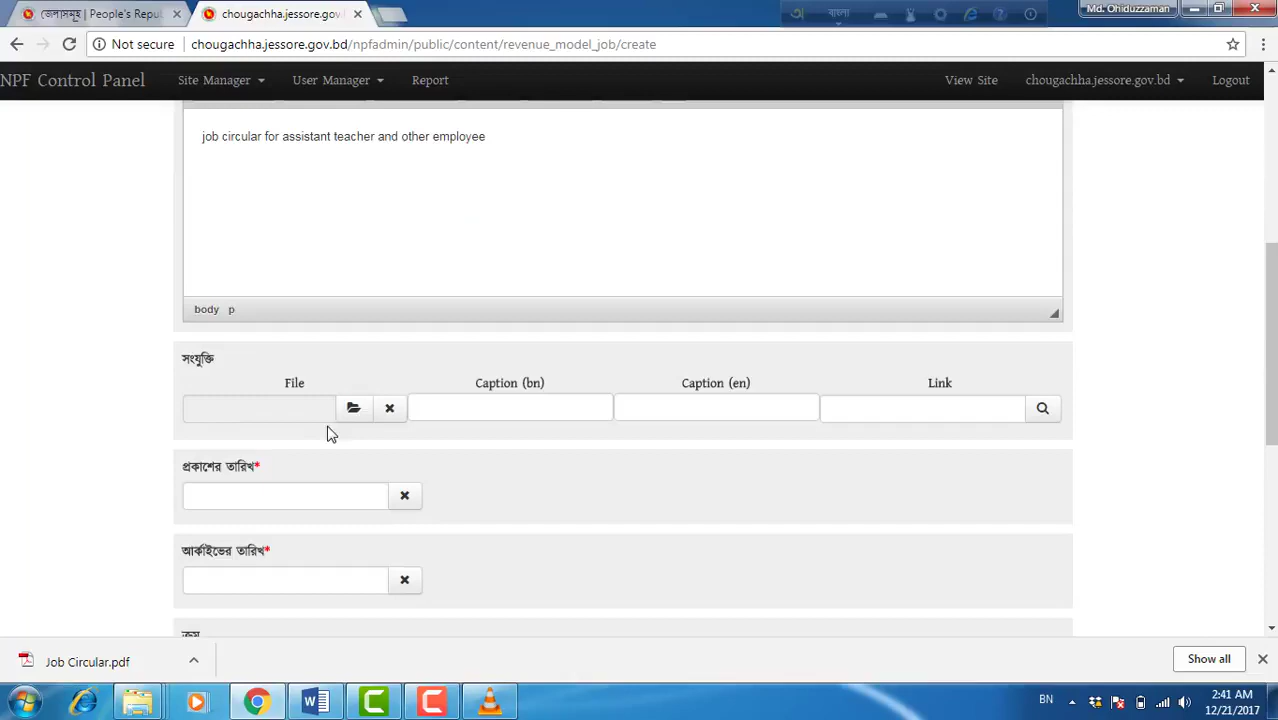 জেলাসমূহ | People's Repu
chougachha.jessore.gov.
বাংলা
Md. Ohiduzzaman
Not secure
chougachha.jessore.gov.bd/npfadmin/public/content/revenue_model_job/create
NPF Control Panel
Site Manager
User Manager
Report
View Site
chougachha.jessore.gov.bd
Logout
job circular for assistant teacher and other employee
body p
সংযুক্তি
File
Caption (bn)
Caption (en)
Link
প্রকাশের তারিখ*
আর্কাইভের তারিখ*
ক্রম
Job Circular.pdf
Show all
BN
2:41 AM
12/21/2017